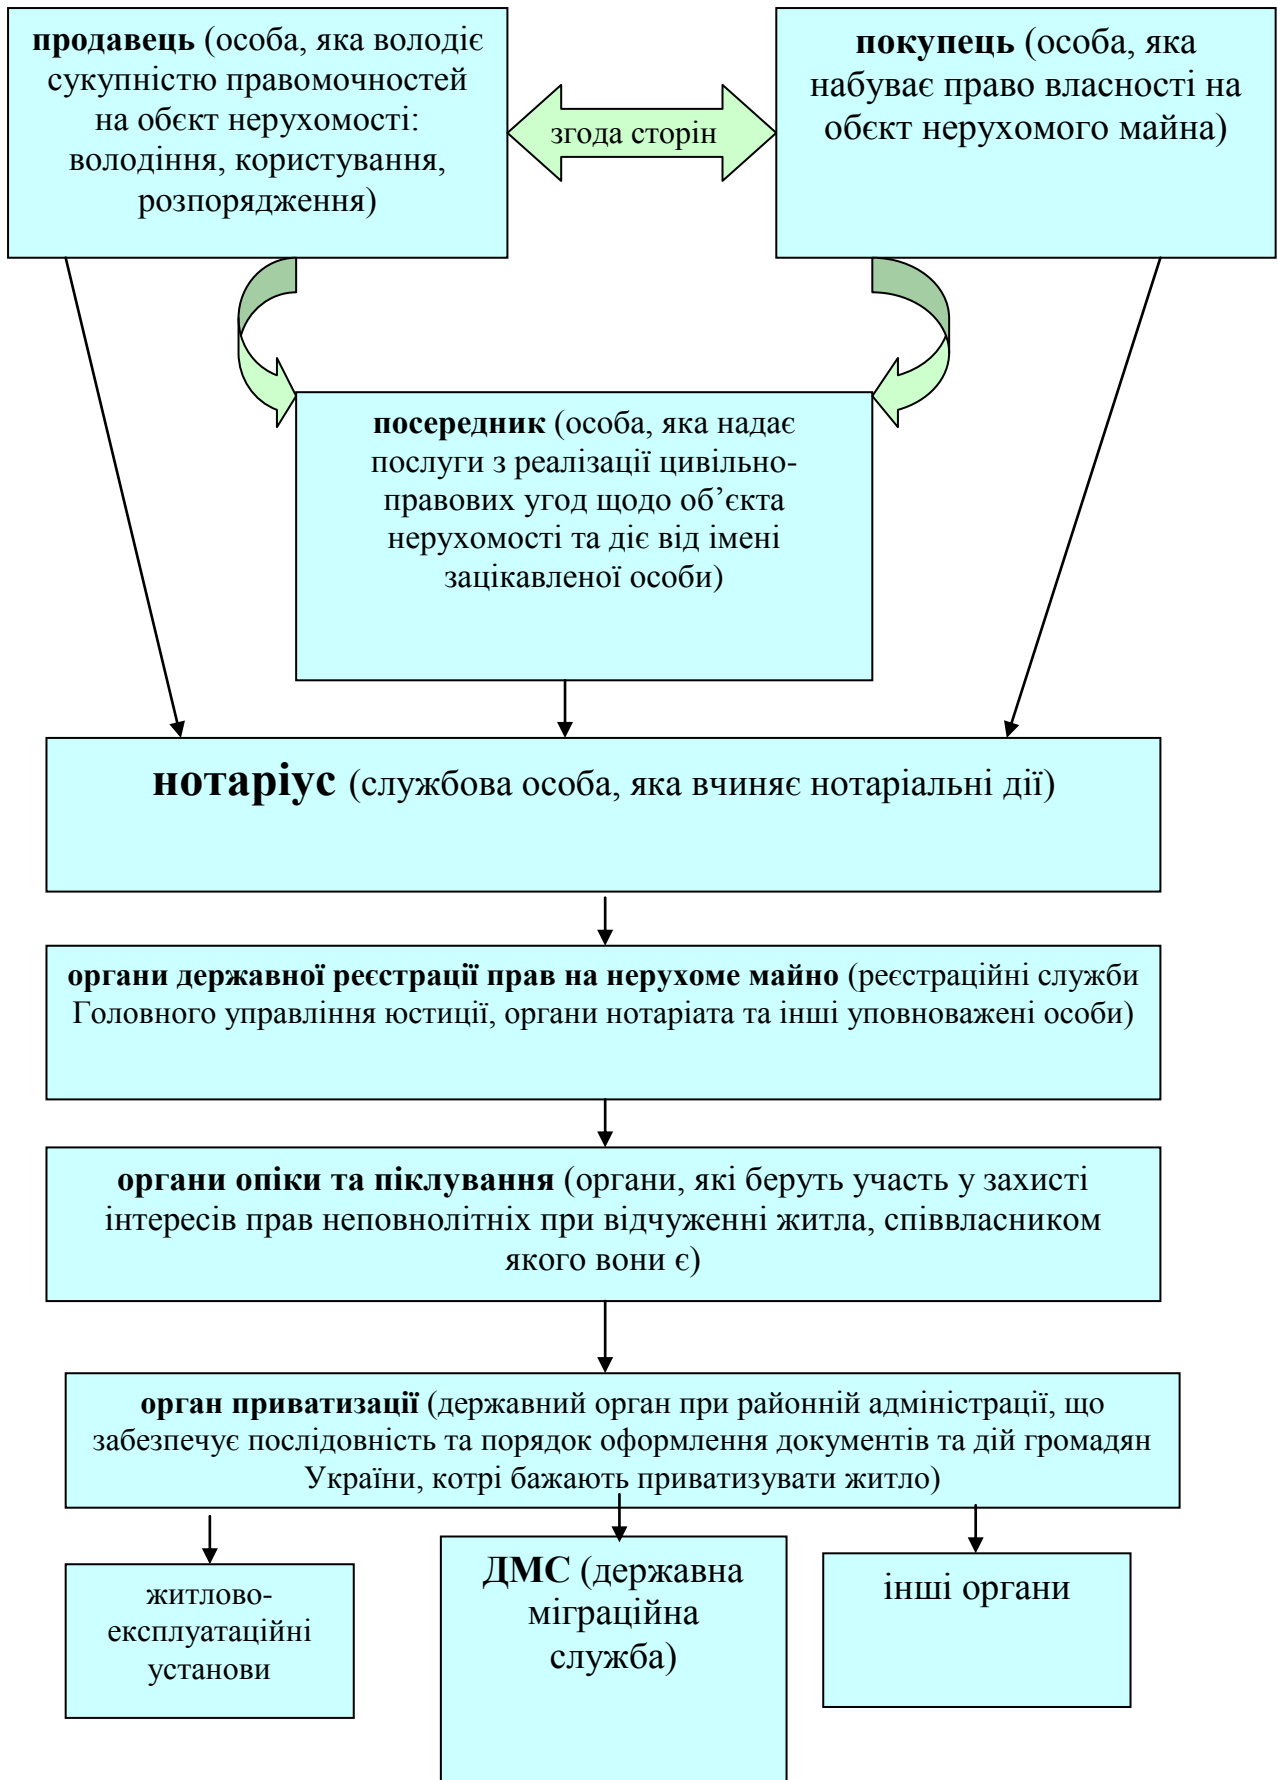 продавець (особа, яка володіє
сукупністю правомочностей
на обєкт нерухомості:
володіння, користування,
розпорядження)
згода сторін
покупець (особа, яка
набуває право власності на
обєкт нерухомого майна)
посередник (особа, яка надає
послуги з реалізації цивільно-
правових угод щодо об’єкта
нерухомості та діє від імені
зацікавленої особи)
нотаріус (службова особа, яка вчиняє нотаріальні дії)
органи державної реєстрації прав на нерухоме майно (реєстраційні служби
Головного управління юстиції, органи нотаріата та інші уповноважені особи)
органи опіки та піклування (органи, які беруть участь у захисті
інтересів прав неповнолітніх при відчуженні житла, співвласником
якого вони є)
орган приватизації (державний орган при районній адміністрації, що
забезпечує послідовність та порядок оформлення документів та дій громадян
України, котрі бажають приватизувати житло)
житлово-
експлуатаційні
установи
ДМС (державна
міграційна
служба)
інші органи